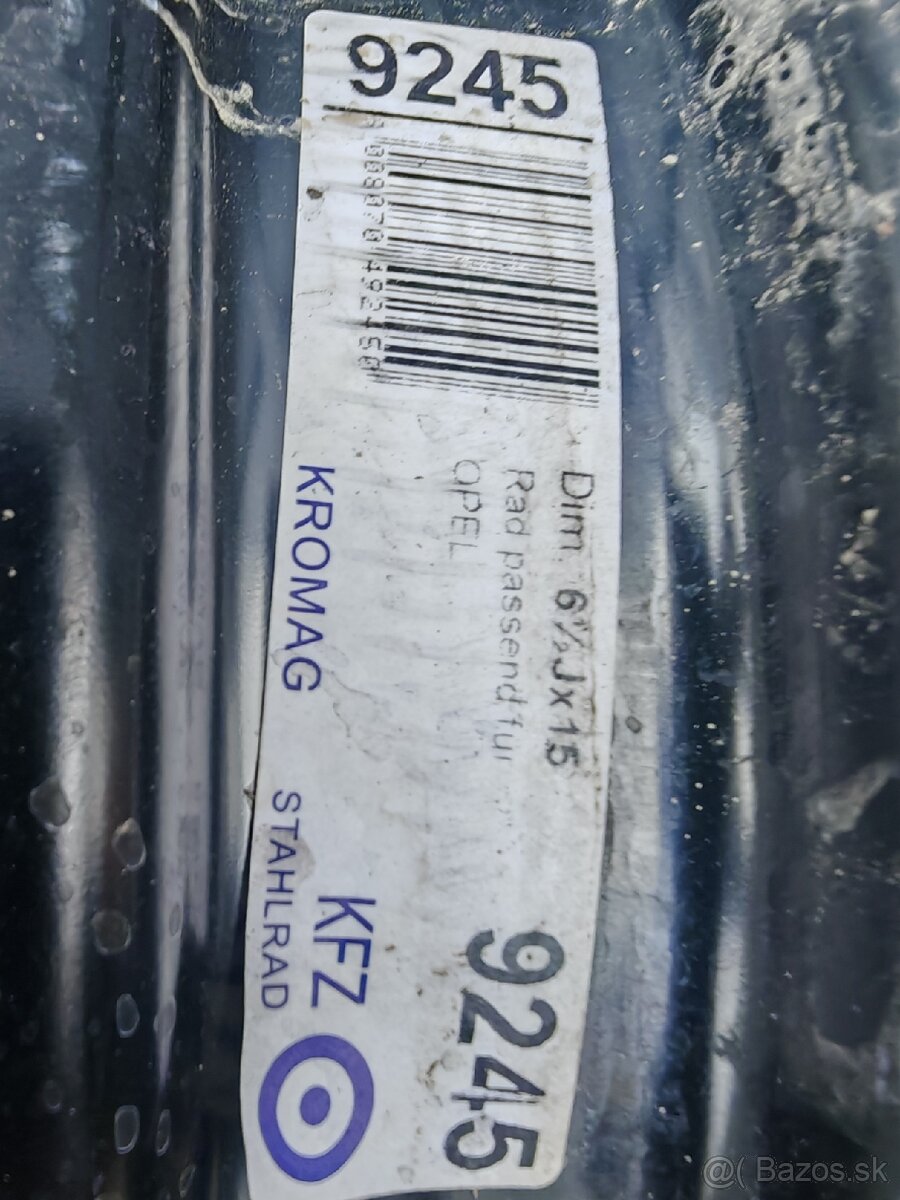 9245
Dim. 6½Jx15
Rad passend für
OPEL
9245
KROMAG
KFZ
STAHLRAD
@( Bazos.sk